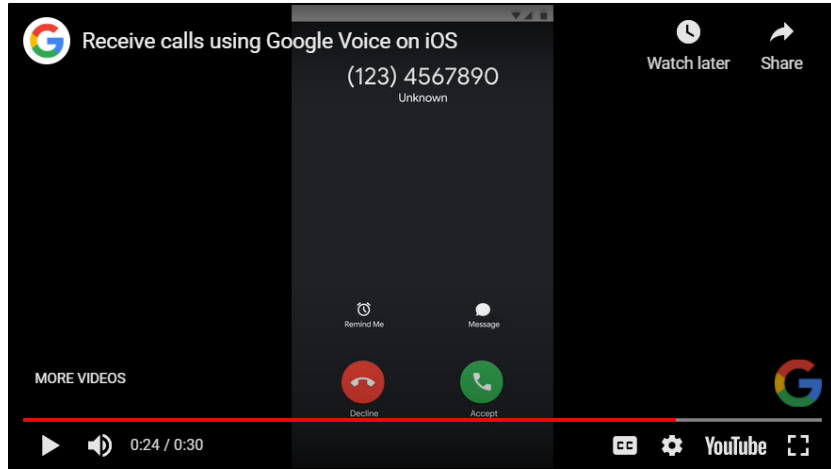 Receive calls using Google Voice on iOS
Watch later
Share
(123) 4567890
Unknown
Remind Me
Message
MORE VIDEOS
Decline
Accept
0:24 / 0:30
CC
YouTube